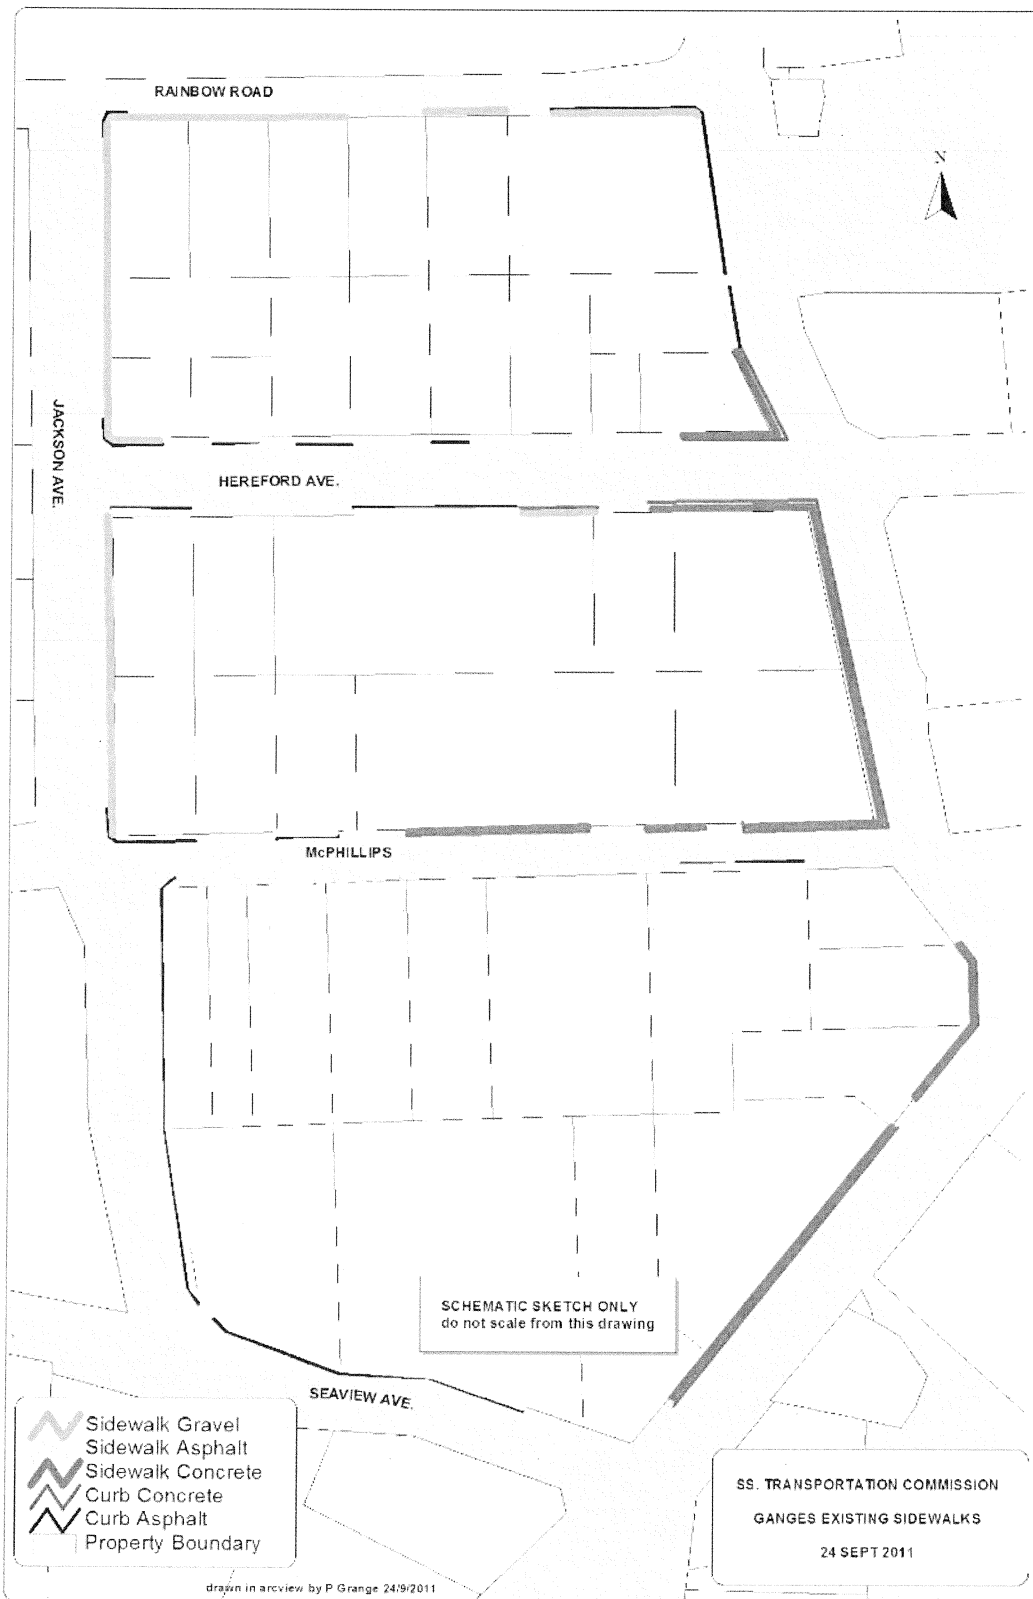 RAINBOW ROAD
N
JACKSON AVE.
HEREFORD AVE.
McPHILLIPS
SCHEMATIC SKETCH ONLY
do not scale from this drawing
SEAVIEW AVE.
Sidewalk Gravel
Sidewalk Asphalt
Sidewalk Concrete
Curb Concrete
Curb Asphalt
Property Boundary
SS. TRANSPORTATION COMMISSION
GANGES EXISTING SIDEWALKS
24 SEPT 2011
drawn in arcview by P Grange 24/9/2011